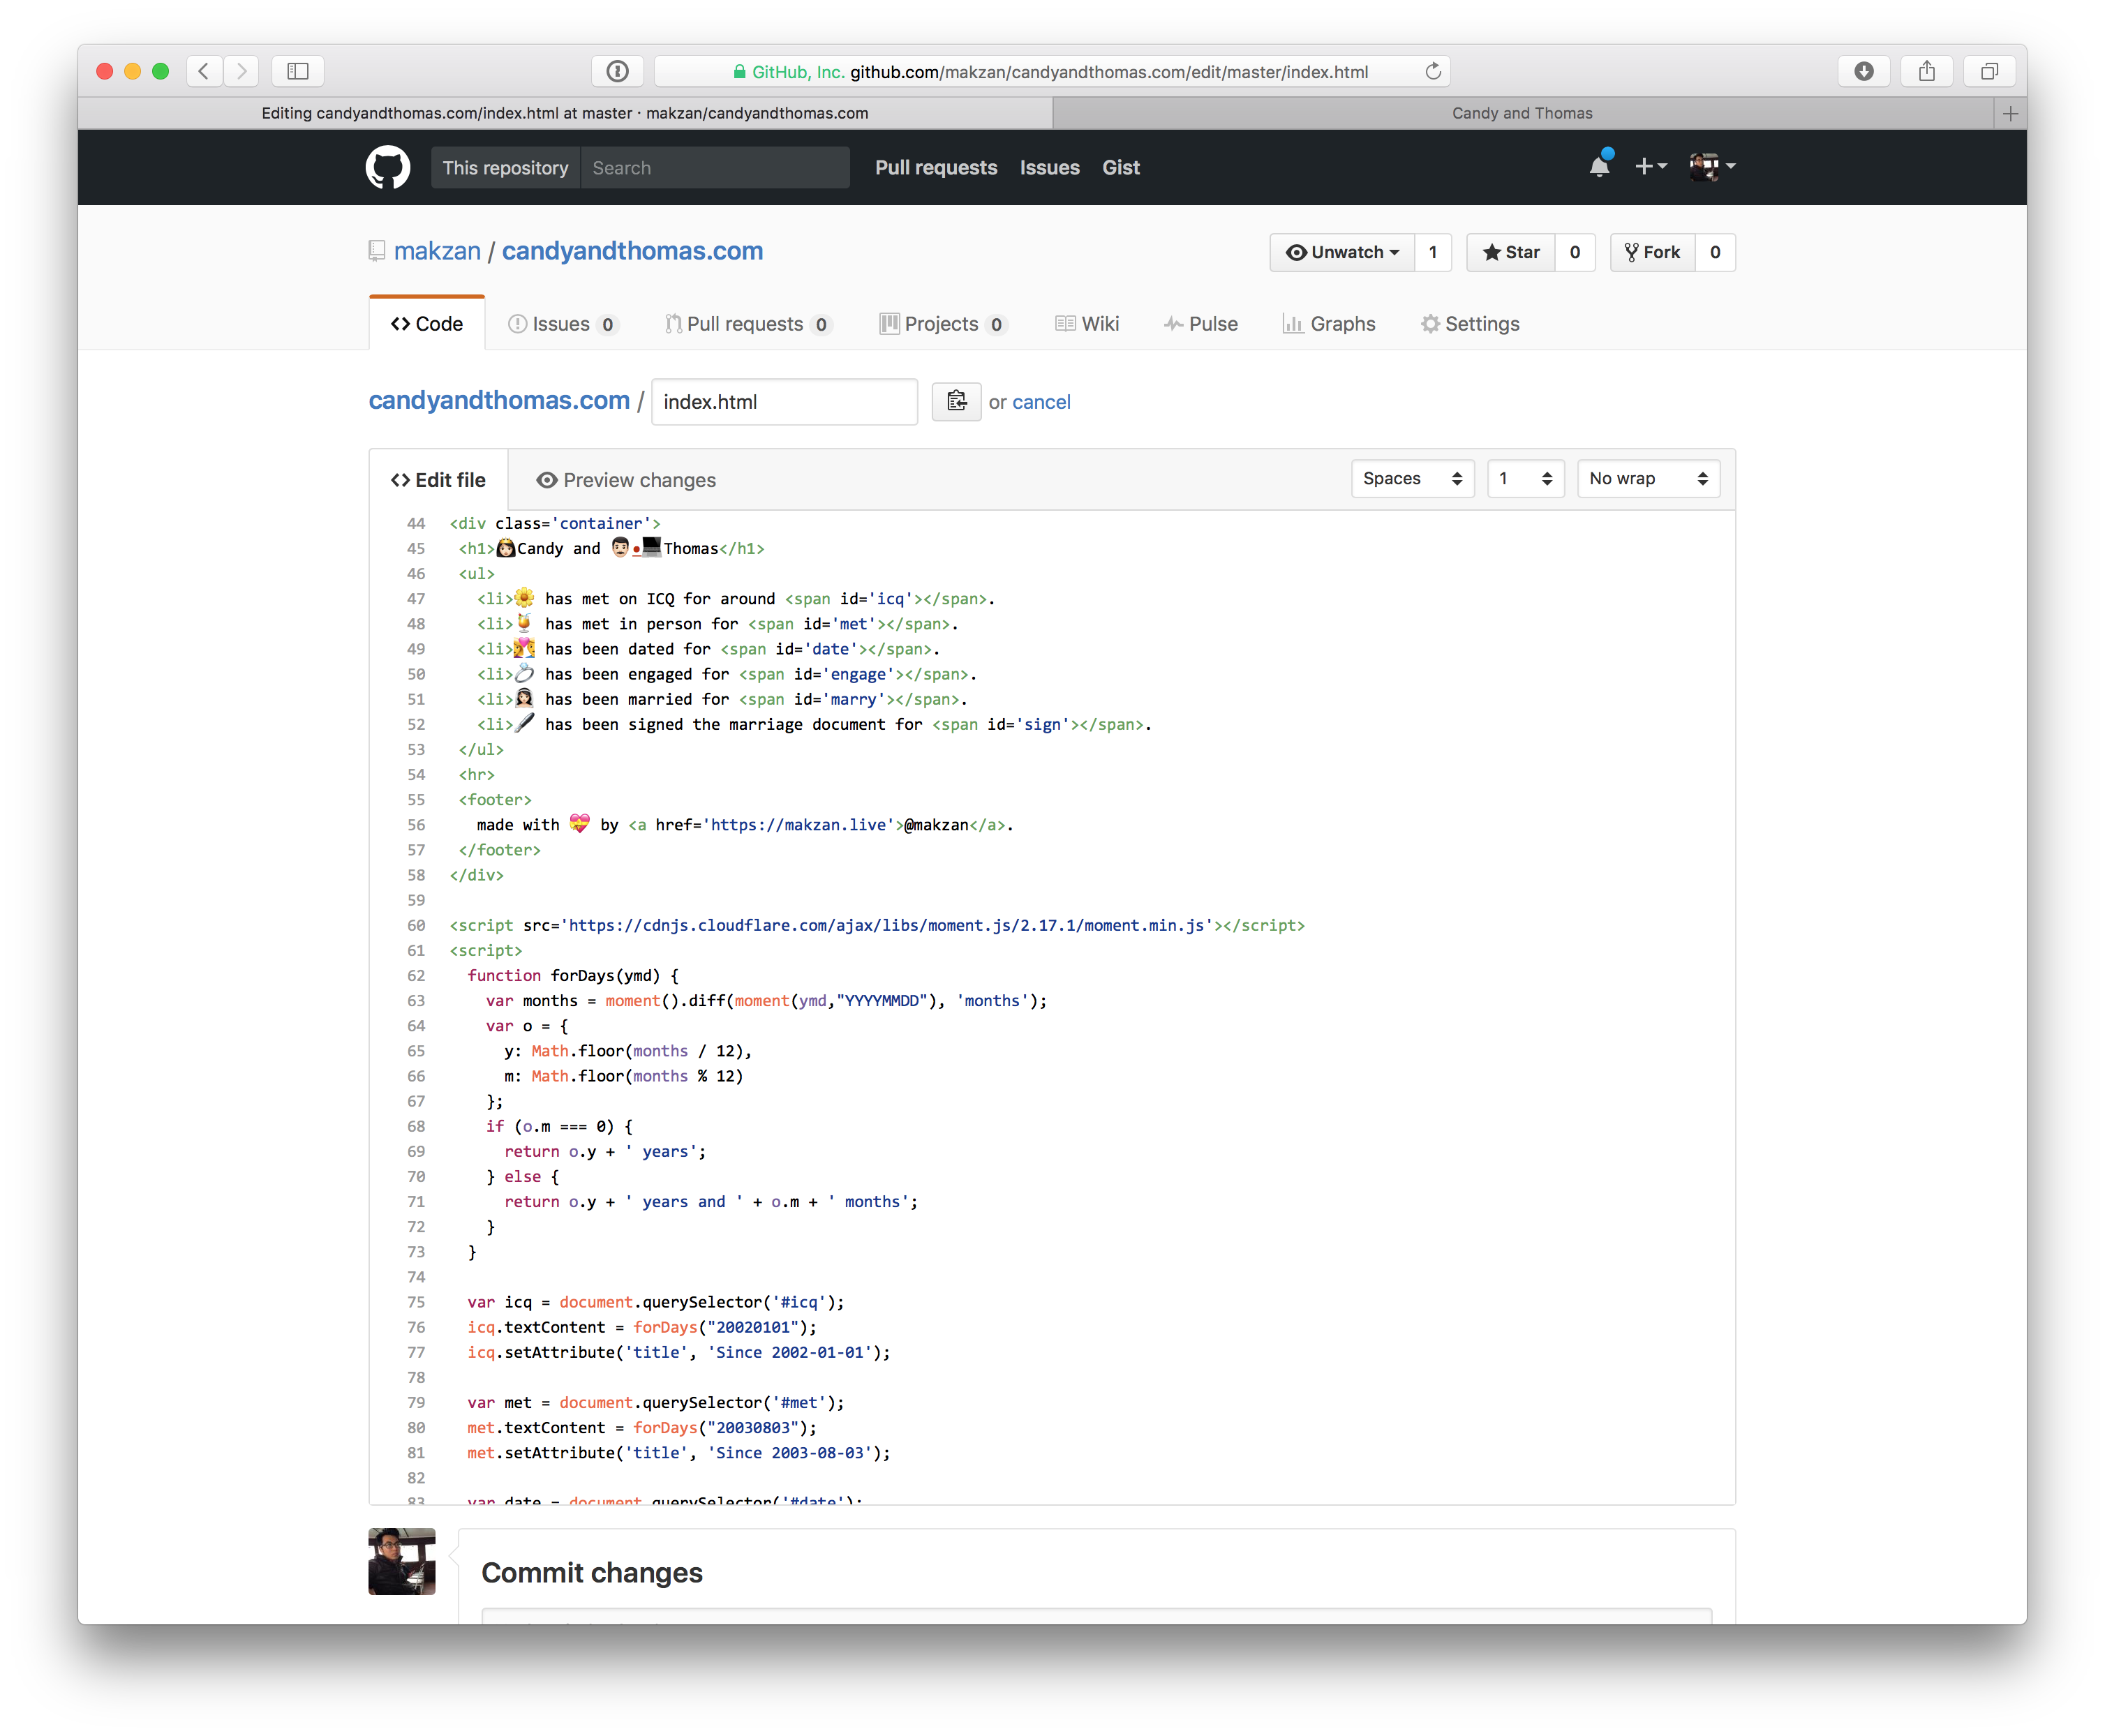 GitHub, Inc. github.com/makzan/candyandthomas.com/edit/master/index.html
Editing candyandthomas.com/index.html at master · makzan/candyandthomas.com
Candy and Thomas
This repository Search Pull requests Issues Gist
makzan / candyandthomas.com
Unwatch 1 Star 0 Fork 0
Code Issues 0 Pull requests 0 Projects 0 Wiki Pulse Graphs Settings
candyandthomas.com / index.html or cancel
Edit file Preview changes Spaces 1 No wrap
44 <div class='container'>
45 <h1>👸🏻Candy and 👨🏻‍💻Thomas</h1>
46 <ul>
47 <li>🌼 has met on ICQ for around <span id='icq'></span>.
48 <li>🍹 has met in person for <span id='met'></span>.
49 <li>💏 has been dated for <span id='date'></span>.
50 <li>💍 has been engaged for <span id='engage'></span>.
51 <li>👰🏻 has been married for <span id='marry'></span>.
52 <li>🖋 has been signed the marriage document for <span id='sign'></span>.
53 </ul>
54 <hr>
55 <footer>
56 made with 💝 by <a href='https://makzan.live'>@makzan</a>.
57 </footer>
58 </div>
59
60 <script src='https://cdnjs.cloudflare.com/ajax/libs/moment.js/2.17.1/moment.min.js'></script>
61 <script>
62 function forDays(ymd) {
63 var months = moment().diff(moment(ymd,"YYYYMMDD"), 'months');
64 var o = {
65 y: Math.floor(months / 12),
66 m: Math.floor(months % 12)
67 };
68 if (o.m === 0) {
69 return o.y + ' years';
70 } else {
71 return o.y + ' years and ' + o.m + ' months';
72 }
73 }
74
75 var icq = document.querySelector('#icq');
76 icq.textContent = forDays("20020101");
77 icq.setAttribute('title', 'Since 2002-01-01');
78
79 var met = document.querySelector('#met');
80 met.textContent = forDays("20030803");
81 met.setAttribute('title', 'Since 2003-08-03');
82
83 var date = document.querySelector('#date');
Commit changes